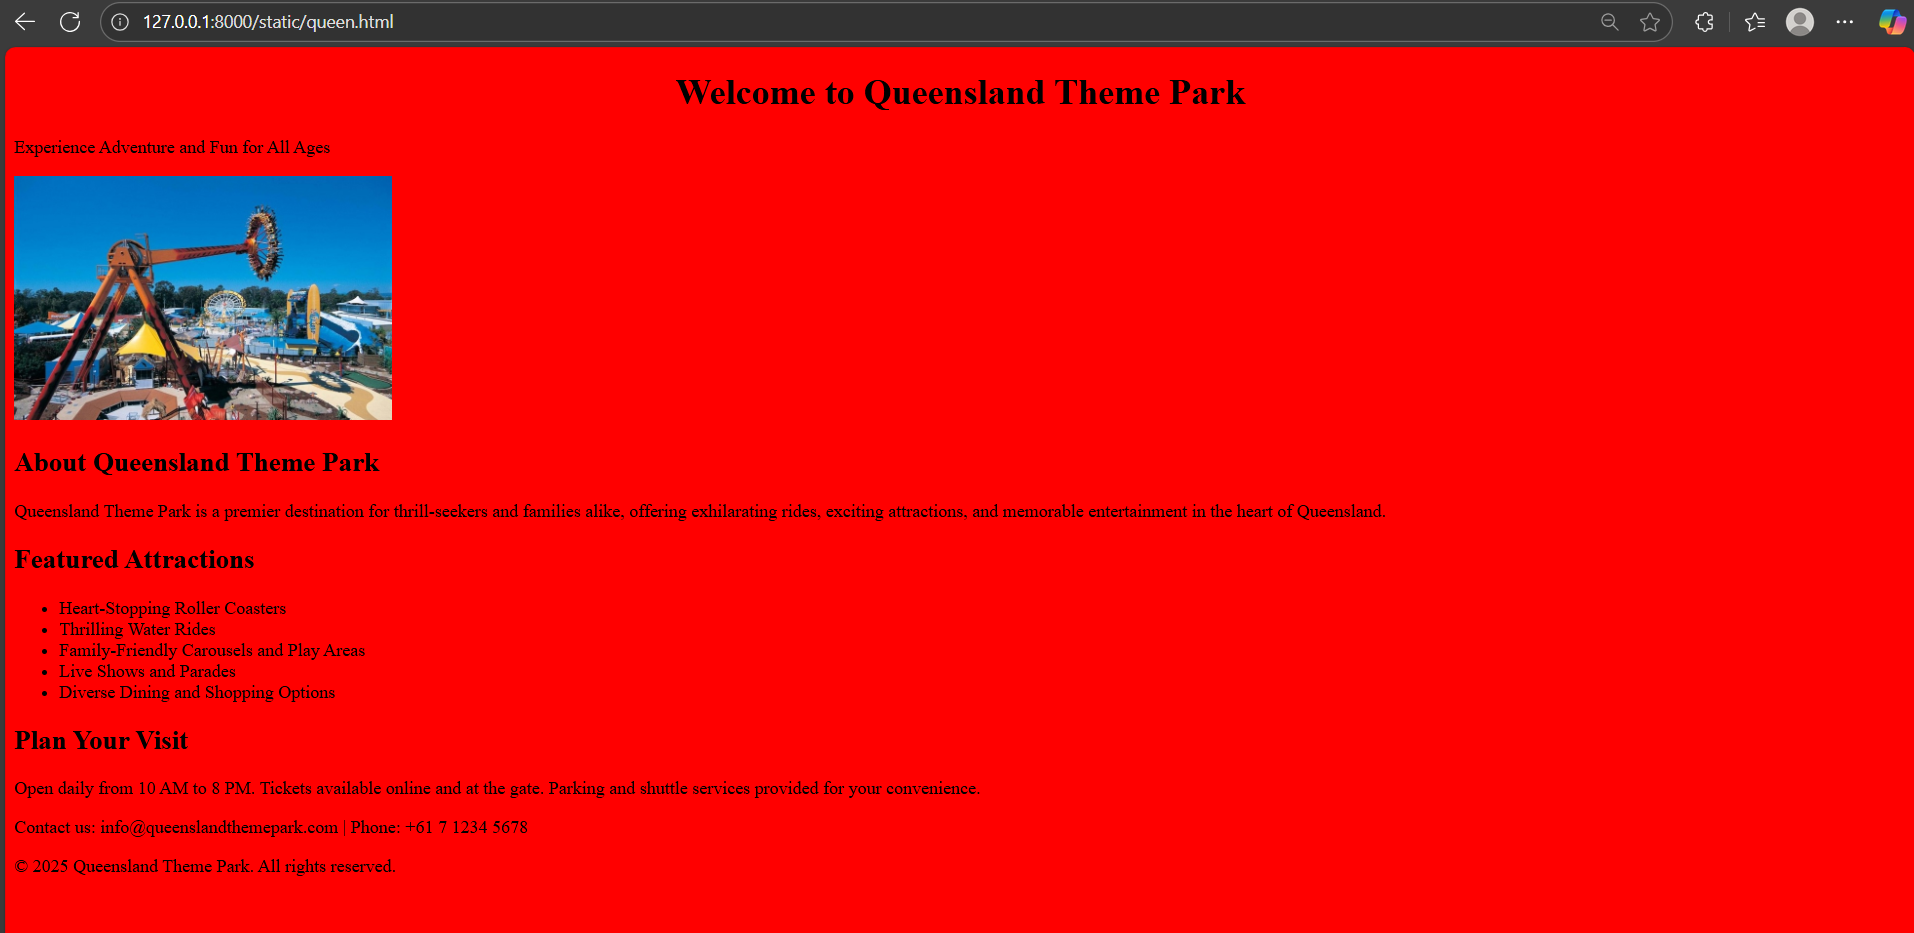 127.0.0.1:8000/static/queen.html
Welcome to Queensland Theme Park
Experience Adventure and Fun for All Ages
About Queensland Theme Park
Queensland Theme Park is a premier destination for thrill-seekers and families alike, offering exhilarating rides, exciting attractions, and memorable entertainment in the heart of Queensland.
Featured Attractions
• Heart-Stopping Roller Coasters
• Thrilling Water Rides
• Family-Friendly Carousels and Play Areas
• Live Shows and Parades
• Diverse Dining and Shopping Options
Plan Your Visit
Open daily from 10 AM to 8 PM. Tickets available online and at the gate. Parking and shuttle services provided for your convenience.
Contact us: info@queenslandthemepark.com | Phone: +61 7 1234 5678
© 2025 Queensland Theme Park. All rights reserved.